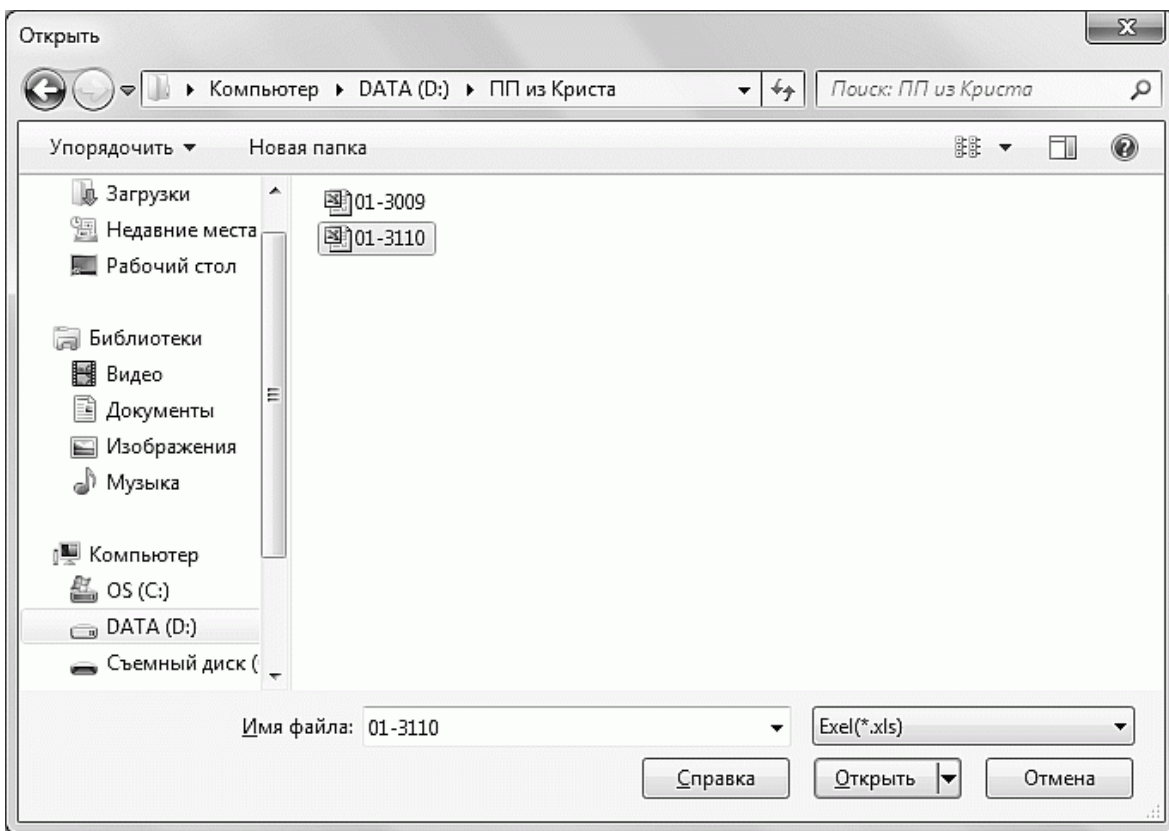 Открыть
Компьютер DATA (D:) ПП из Криста
Поиск: ПП из Криста
Упорядочить Новая папка
Загрузки
Недавние места
Рабочий стол
Библиотеки
Видео
Документы
Изображения
Музыка
Компьютер
OS (C:)
DATA (D:)
Съемный диск (
01-3009
01-3110
Имя файла: 01-3110
Exel(*.xls)
Справка Открыть Отмена